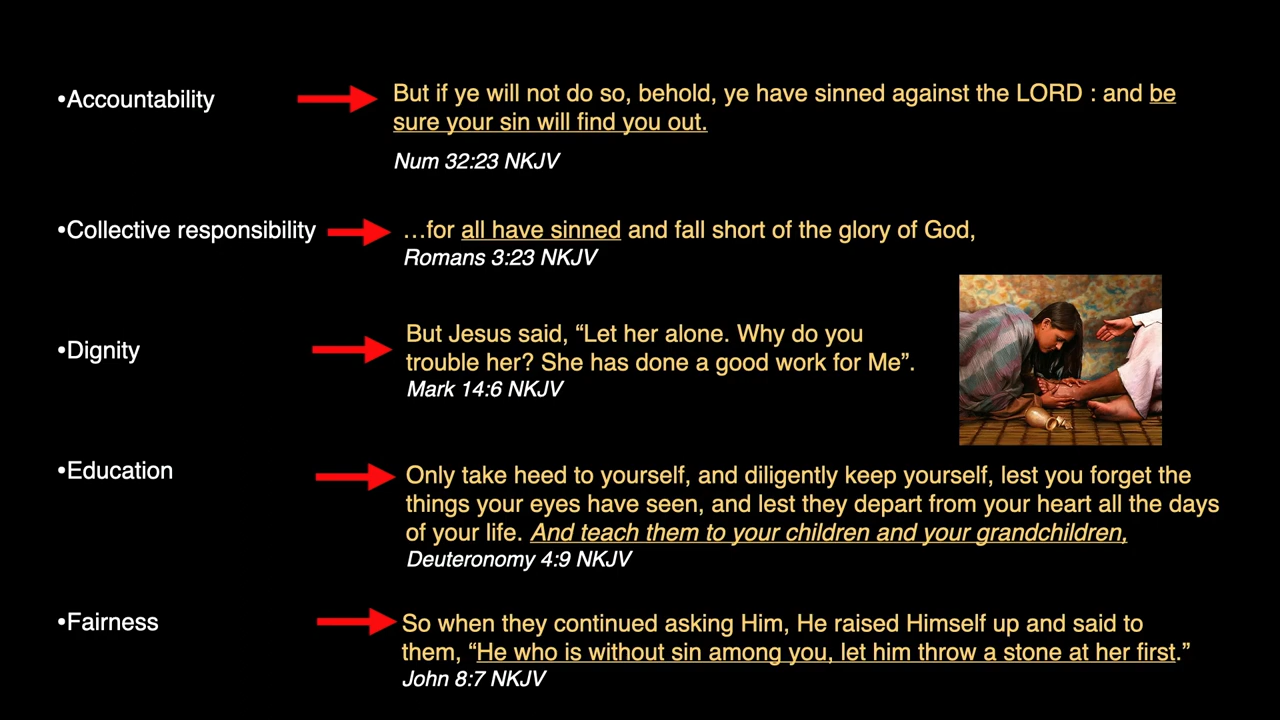 •Accountability
But if ye will not do so, behold, ye have sinned against the LORD : and be
sure your sin will find you out.
Num 32:23 NKJV
•Collective responsibility
…for all have sinned and fall short of the glory of God,
Romans 3:23 NKJV
•Dignity
But Jesus said, “Let her alone. Why do you
trouble her? She has done a good work for Me”.
Mark 14:6 NKJV
•Education
Only take heed to yourself, and diligently keep yourself, lest you forget the
things your eyes have seen, and lest they depart from your heart all the days
of your life. And teach them to your children and your grandchildren,
Deuteronomy 4:9 NKJV
•Fairness
So when they continued asking Him, He raised Himself up and said to
them, “He who is without sin among you, let him throw a stone at her first.”
John 8:7 NKJV